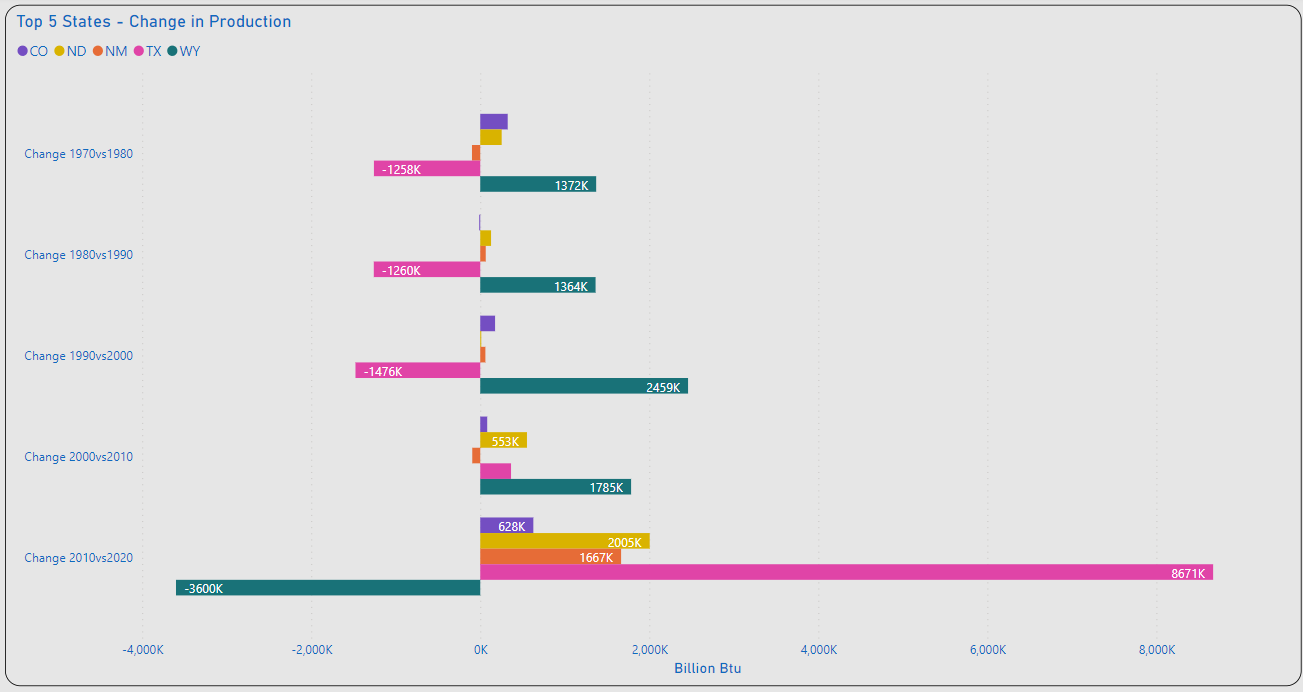 Top 5 States - Change in Production
CO ND NM TX WY
Change 1970vs1980
-1258K
1372K
Change 1980vs1990
-1260K
1364K
Change 1990vs2000
-1476K
2459K
Change 2000vs2010
553K
1785K
Change 2010vs2020
628K
2005K
1667K
8671K
-3600K
-4,000K -2,000K 0K 2,000K 4,000K 6,000K 8,000K
Billion Btu